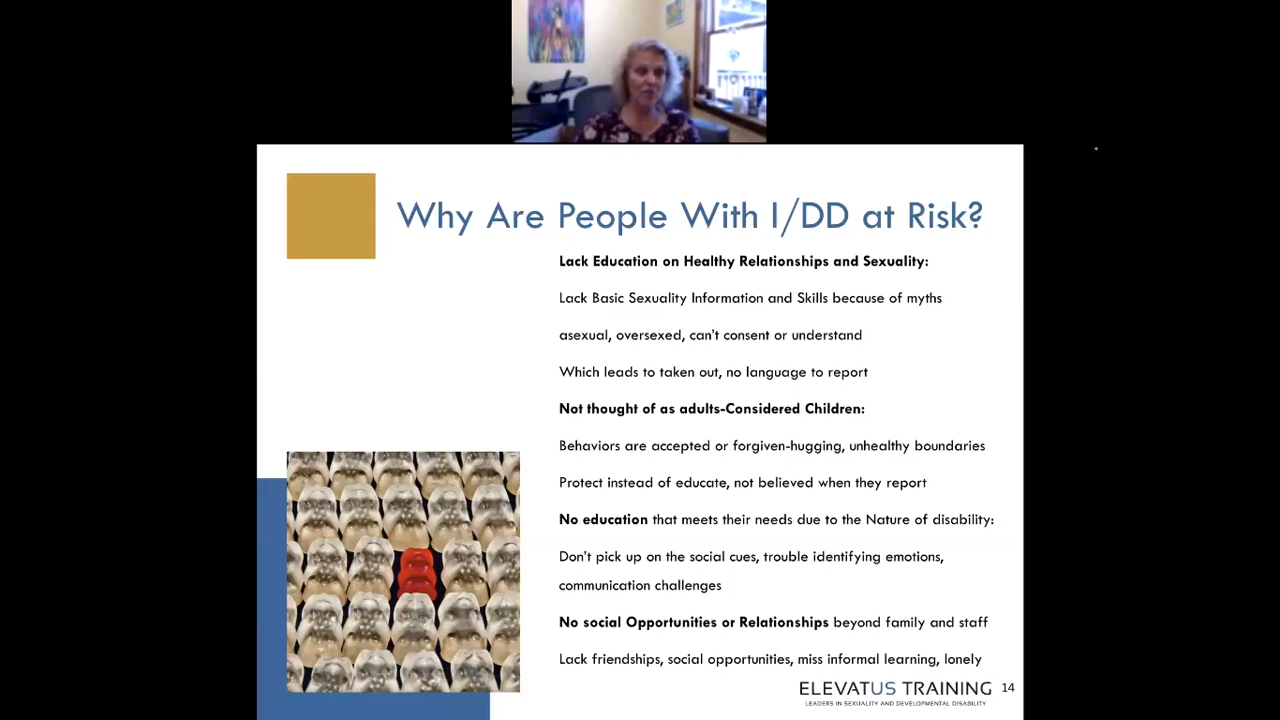 Why Are People With I/DD at Risk?
Lack Education on Healthy Relationships and Sexuality:
Lack Basic Sexuality Information and Skills because of myths
asexual, oversexed, can't consent or understand
Which leads to taken out, no language to report
Not thought of as adults-Considered Children:
Behaviors are accepted or forgiven-hugging, unhealthy boundaries
Protect instead of educate, not believed when they report
No education that meets their needs due to the Nature of disability:
Don't pick up on the social cues, trouble identifying emotions,
communication challenges
No social Opportunities or Relationships beyond family and staff
Lack friendships, social opportunities, miss informal learning, lonely
ELEVATUS TRAINING 14
LEADERS IN SEXUALITY AND DEVELOPMENTAL DISABILITY